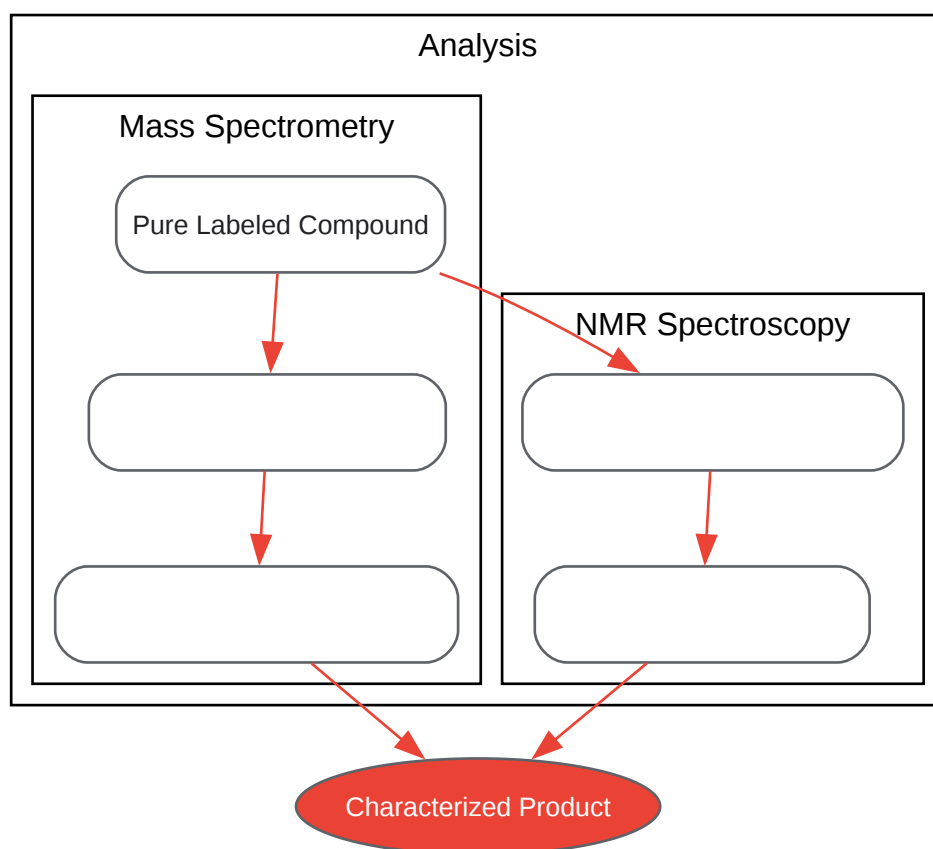 Analysis
Mass Spectrometry
Pure Labeled Compound
NMR Spectroscopy
Characterized Product